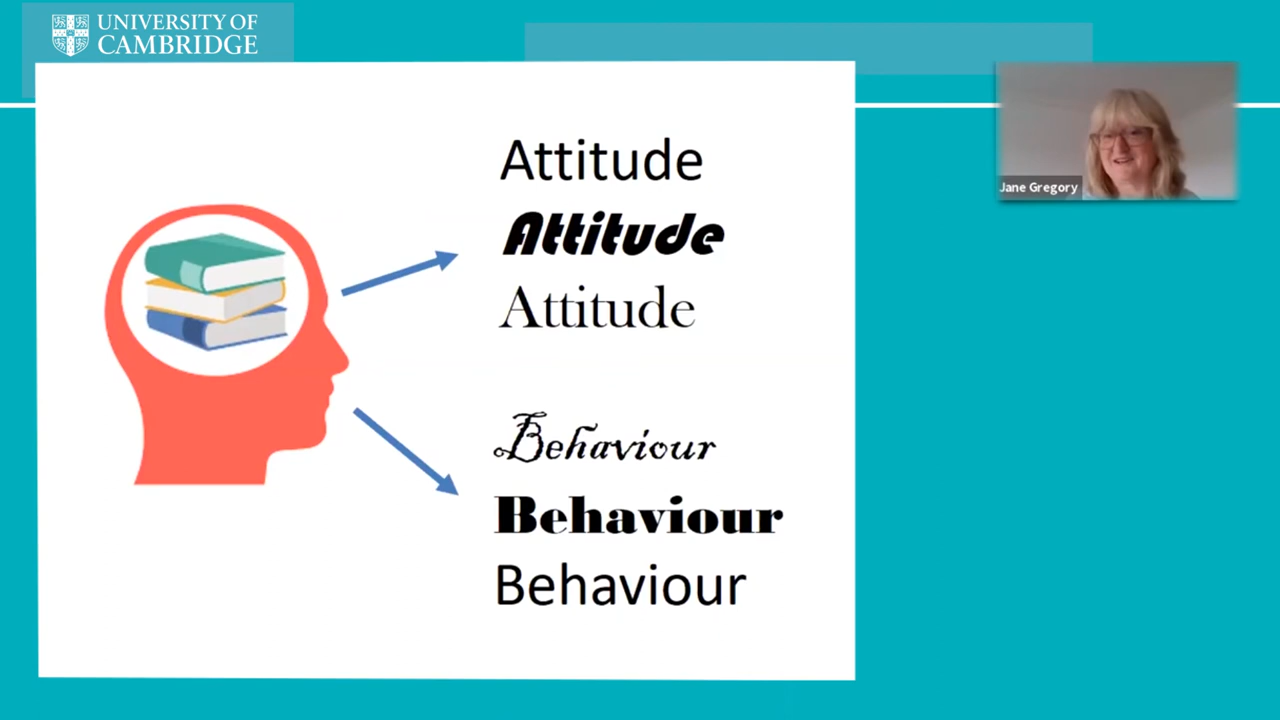 UNIVERSITY OF
CAMBRIDGE
Attitude
Attitude
Attitude
Behaviour
Behaviour
Behaviour
Jane Gregory